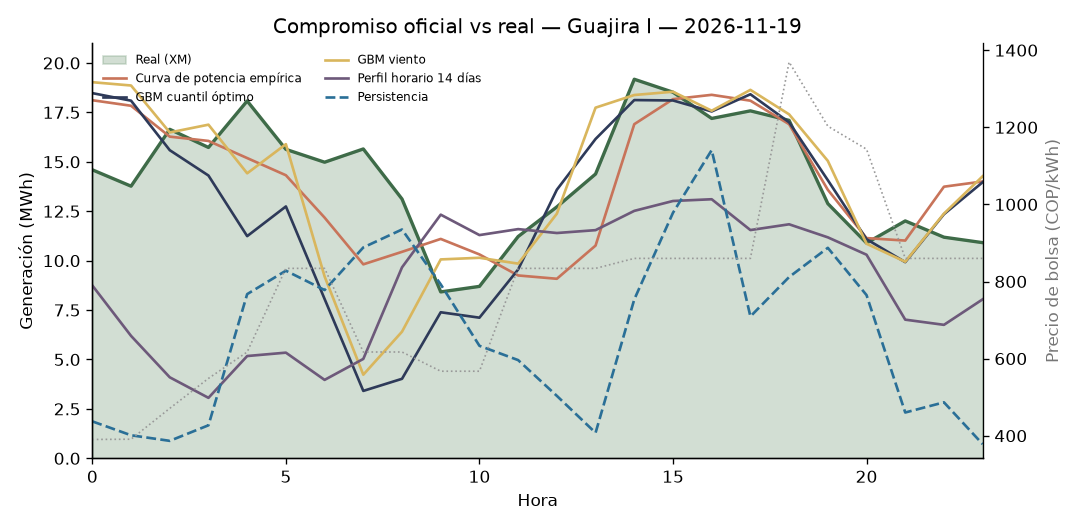 Compromiso oficial vs real — Guajira I — 2026-11-19
Real (XM)
Curva de potencia empírica
GBM cuantil óptimo
GBM viento
Perfil horario 14 días
Persistencia
Generación (MWh)
20.0
17.5
15.0
12.5
10.0
7.5
5.0
2.5
0.0
0
5
10
15
20
Hora
1400
1200
1000
800
600
400
Precio de bolsa (COP/kWh)